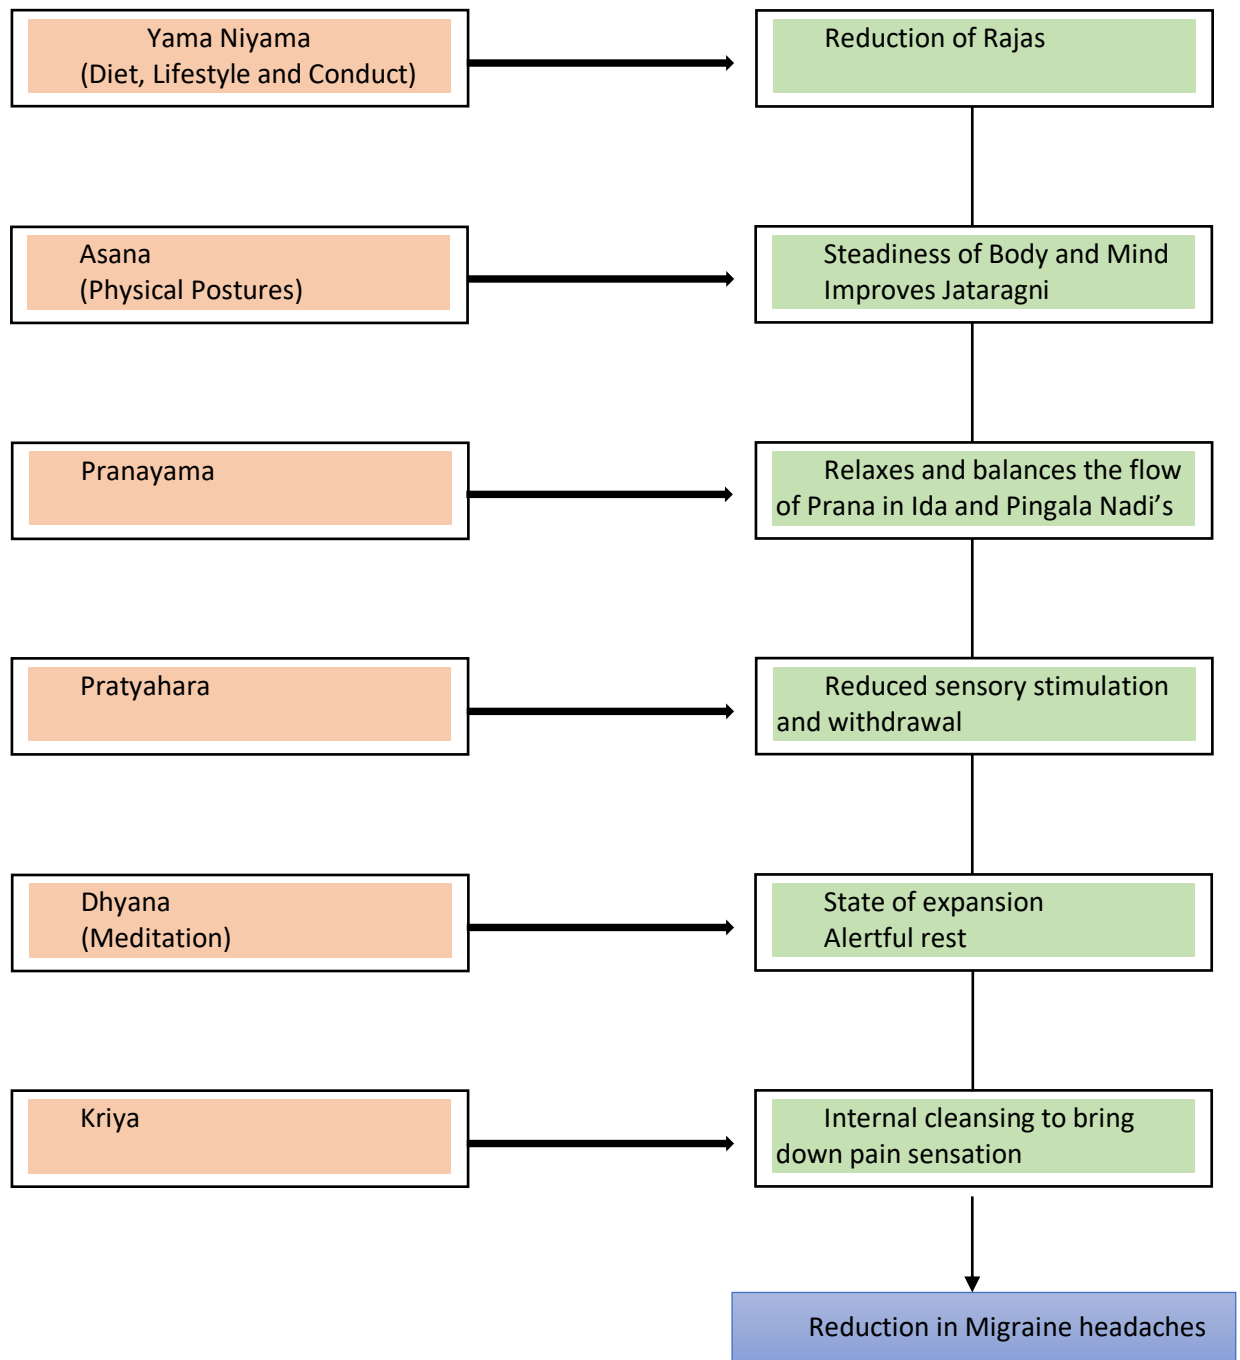 Yama Niyama
(Diet, Lifestyle and Conduct)
Reduction of Rajas
Asana
(Physical Postures)
Steadiness of Body and Mind
Improves Jataragni
Pranayama
Relaxes and balances the flow
of Prana in Ida and Pingala Nadi’s
Pratyahara
Reduced sensory stimulation
and withdrawal
Dhyana
(Meditation)
State of expansion
Alertful rest
Kriya
Internal cleansing to bring
down pain sensation
Reduction in Migraine headaches